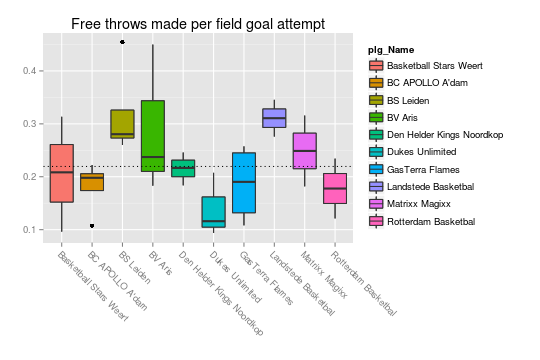 Free throws made per field goal attempt
0.4
0.3
0.2
0.1
Basketball Stars Weert
BC APOLLO A'dam
BS Leiden
BV Aris
Den Helder Kings Noordkop
Dukes Unlimited
GasTerra Flames
Landstede Basketbal
Matrixx Magixx
Rotterdam Basketbal
plg_Name
Basketball Stars Weert
BC APOLLO A'dam
BS Leiden
BV Aris
Den Helder Kings Noordkop
Dukes Unlimited
GasTerra Flames
Landstede Basketbal
Matrixx Magixx
Rotterdam Basketbal